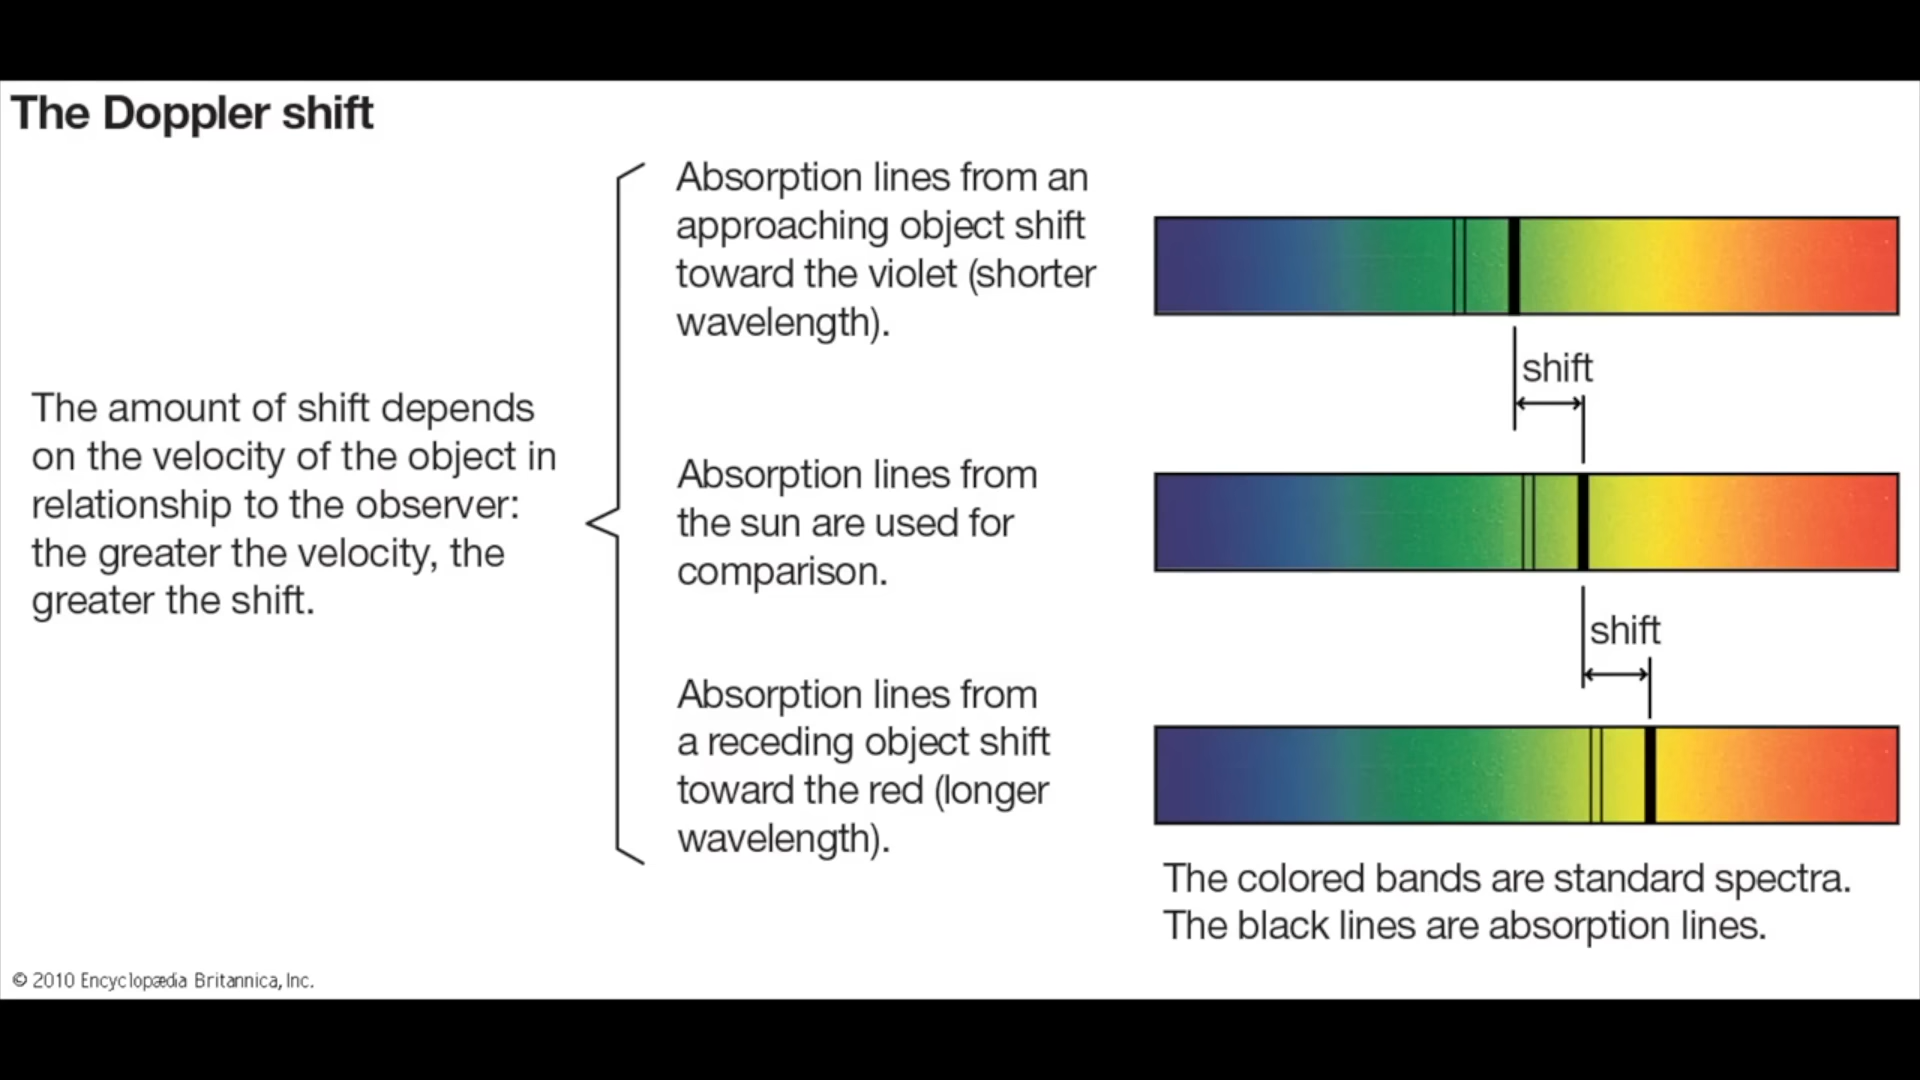 The Doppler shift
The amount of shift depends
on the velocity of the object in
relationship to the observer:
the greater the velocity, the
greater the shift.
Absorption lines from an
approaching object shift
toward the violet (shorter
wavelength).
shift
Absorption lines from
the sun are used for
comparison.
shift
Absorption lines from
a receding object shift
toward the red (longer
wavelength).
The colored bands are standard spectra.
The black lines are absorption lines.
© 2010 Encyclopædia Britannica, Inc.